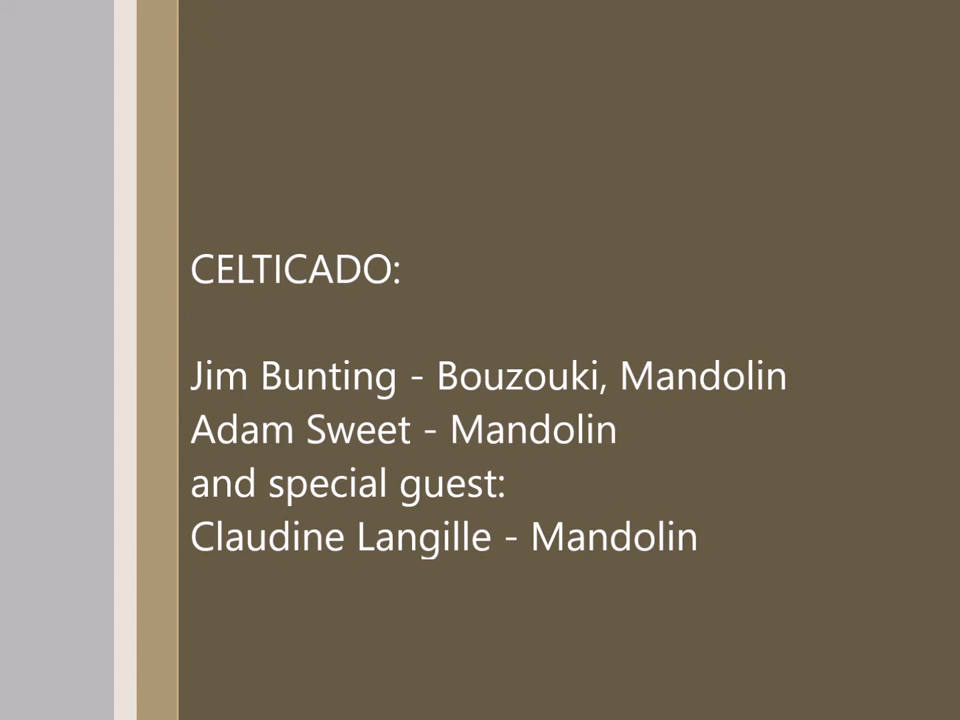 CELTICADO:
Jim Bunting - Bouzouki, Mandolin
Adam Sweet - Mandolin
and special guest:
Claudine Langille - Mandolin